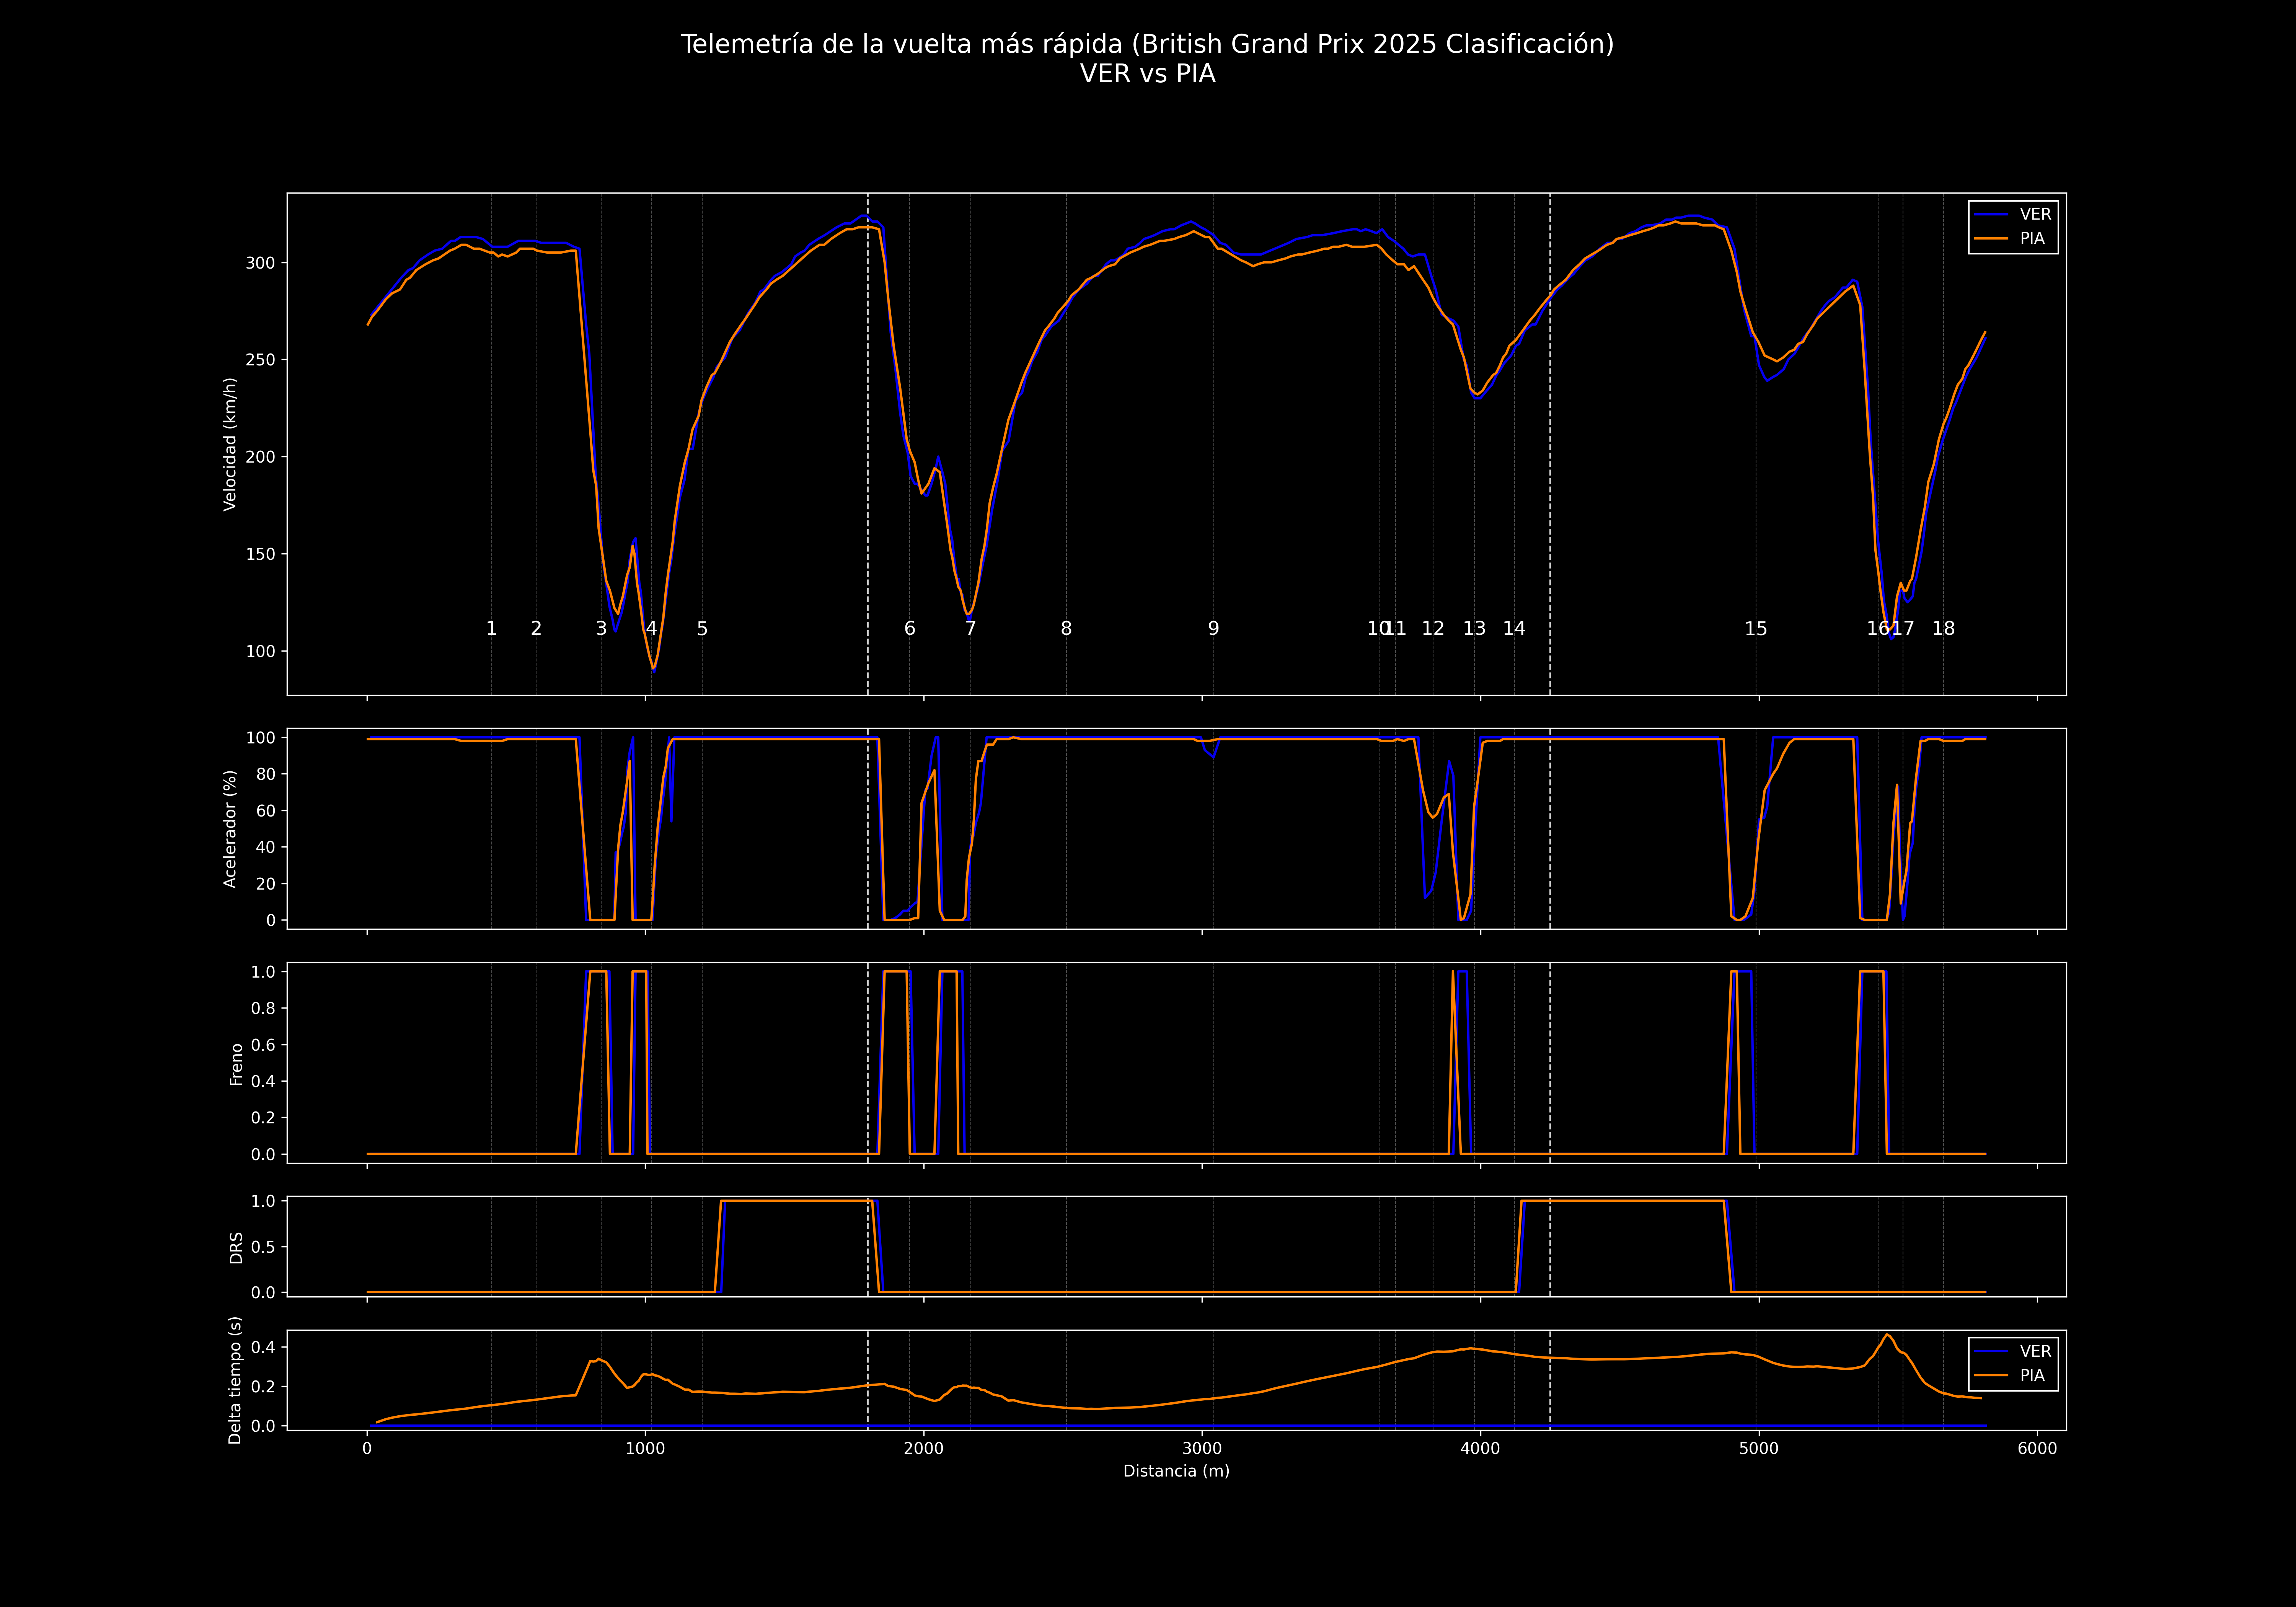 Telemetría de la vuelta más rápida (British Grand Prix 2025 Clasificación)
VER vs PIA
Velocidad (km/h)
300
250
200
150
100
VER
PIA
1 2 3 4 5 6 7 8 9 10 11 12 13 14 15 16 17 18
Acelerador (%)
100
80
60
40
20
0
Freno
1.0
0.8
0.6
0.4
0.2
0.0
DRS
1.0
0.5
0.0
Delta tiempo (s)
0.4
0.2
0.0
VER
PIA
0 1000 2000 3000 4000 5000 6000
Distancia (m)